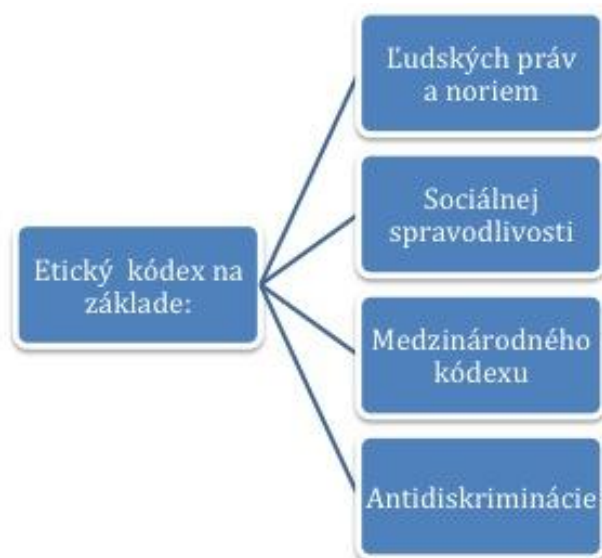 Ľudských práv
a noriem
Sociálnej
spravodlivosti
Etický kódex na
základe:
Medzinárodného
kódexu
Antidiskriminácie